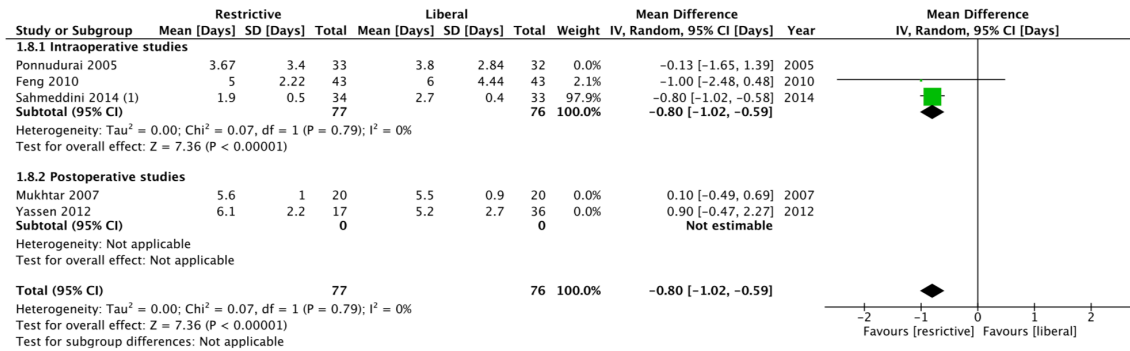 Restrictive Liberal Mean Difference Mean Difference
Study or Subgroup Mean [Days] SD [Days] Total Mean [Days] SD [Days] Total Weight IV, Random, 95% CI [Days] Year IV, Random, 95% CI [Days]
1.8.1 Intraoperative studies
Ponnudurai 2005 3.67 3.4 33 3.8 2.84 32 0.0% −0.13 [−1.65, 1.39] 2005
Feng 2010 5 2.22 43 6 4.44 43 2.1% −1.00 [−2.48, 0.48] 2010
Sahmeddini 2014 (1) 1.9 0.5 34 2.7 0.4 33 97.9% −0.80 [−1.02, −0.58] 2014
Subtotal (95% CI) 77 76 100.0% −0.80 [−1.02, −0.59]
Heterogeneity: Tau² = 0.00; Chi² = 0.07, df = 1 (P = 0.79); I² = 0%
Test for overall effect: Z = 7.36 (P < 0.00001)
1.8.2 Postoperative studies
Mukhtar 2007 5.6 1 20 5.5 0.9 20 0.0% 0.10 [−0.49, 0.69] 2007
Yassen 2012 6.1 2.2 17 5.2 2.7 36 0.0% 0.90 [−0.47, 2.27] 2012
Subtotal (95% CI) 0 0 Not estimable
Heterogeneity: Not applicable
Test for overall effect: Not applicable
Total (95% CI) 77 76 100.0% −0.80 [−1.02, −0.59]
Heterogeneity: Tau² = 0.00; Chi² = 0.07, df = 1 (P = 0.79); I² = 0%
Test for overall effect: Z = 7.36 (P < 0.00001)
Test for subgroup differences: Not applicable
−2 −1 0 1 2
Favours [resrictive] Favours [liberal]